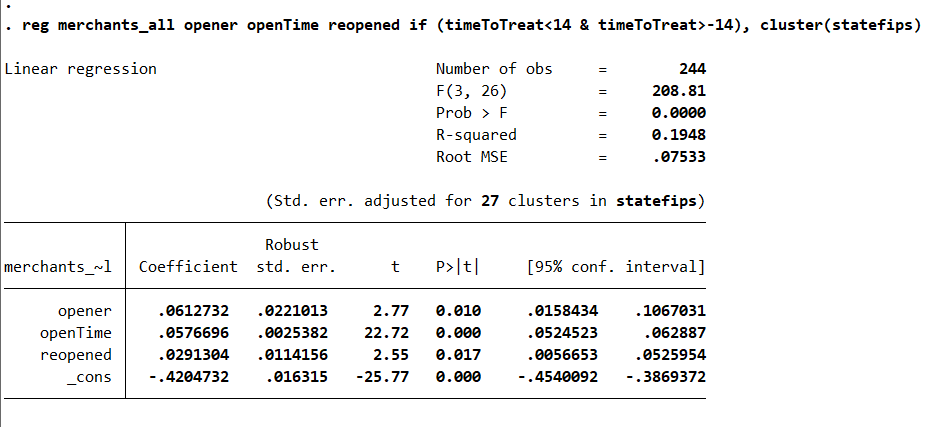 .
. reg merchants_all opener openTime reopened if (timeToTreat<14 & timeToTreat>-14), cluster(statefips)
Linear regression Number of obs = 244
F(3, 26) = 208.81
Prob > F = 0.0000
R-squared = 0.1948
Root MSE = .07533
(Std. err. adjusted for 27 clusters in statefips)
Robust
merchants_~l Coefficient std. err. t P>|t| [95% conf. interval]
opener .0612732 .0221013 2.77 0.010 .0158434 .1067031
openTime .0576696 .0025382 22.72 0.000 .0524523 .062887
reopened .0291304 .0114156 2.55 0.017 .0056653 .0525954
_cons -.4204732 .016315 -25.77 0.000 -.4540092 -.3869372